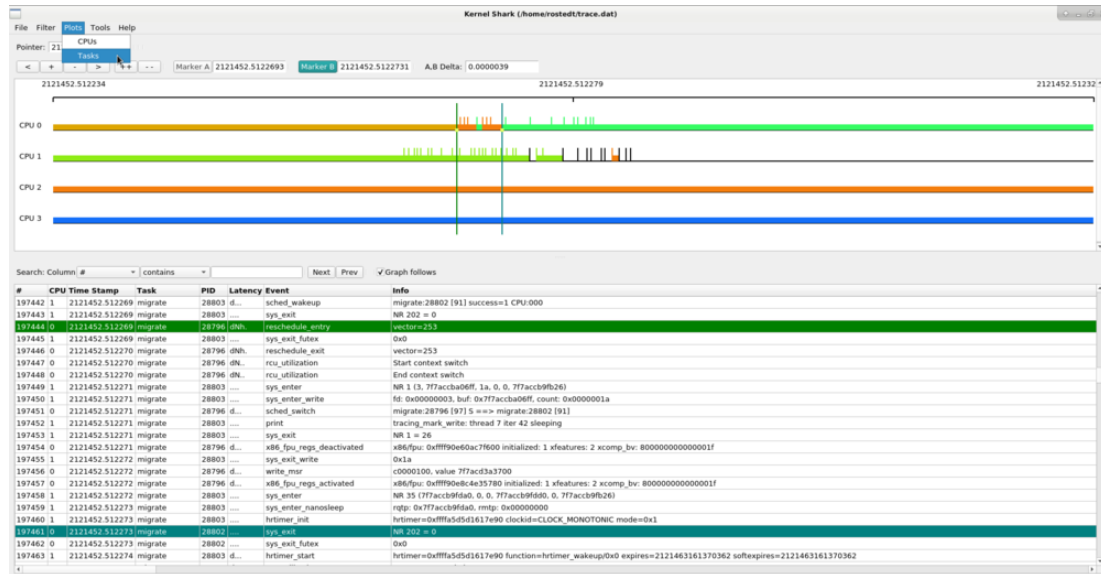 Kernel Shark (/home/rostedt/trace.dat)
File Filter Plots Tools Help
CPUs
Pointer: 21
Tasks
< + - > ++ -- Marker A 2121452.5122693 Marker B 2121452.5122731 A,B Delta: 0.0000039
2121452.512234 2121452.512279 2121452.51232
CPU 0
CPU 1
CPU 2
CPU 3
Search: Column # contains Next Prev Graph follows
# CPU Time Stamp Task PID Latency Event Info
197442 1 2121452.512269 migrate 28803 d... sched_wakeup migrate:28802 [91] success=1 CPU:000
197443 1 2121452.512269 migrate 28803 .... sys_exit NR 202 = 0
197444 0 2121452.512269 migrate 28796 dNh. reschedule_entry vector=253
197445 1 2121452.512269 migrate 28803 .... sys_exit_futex 0x0
197446 0 2121452.512270 migrate 28796 dNh. reschedule_exit vector=253
197447 0 2121452.512270 migrate 28796 dN.. rcu_utilization Start context switch
197448 0 2121452.512270 migrate 28796 dN.. rcu_utilization End context switch
197449 1 2121452.512271 migrate 28803 .... sys_enter NR 1 (3, 7f7accba06ff, 1a, 0, 0, 7f7accb9fb26)
197450 1 2121452.512271 migrate 28803 .... sys_enter_write fd: 0x00000003, buf: 0x7f7accba06ff, count: 0x0000001a
197451 0 2121452.512271 migrate 28796 d... sched_switch migrate:28796 [97] S ==> migrate:28802 [91]
197452 1 2121452.512271 migrate 28803 .... print tracing_mark_write: thread 7 iter 42 sleeping
197453 1 2121452.512271 migrate 28803 .... sys_exit NR 1 = 26
197454 0 2121452.512271 migrate 28796 d... x86_fpu_regs_deactivated x86/fpu: 0xffff90e60ac7f600 initialized: 1 xfeatures: 2 xcomp_bv: 800000000000001f
197455 1 2121452.512272 migrate 28803 .... sys_exit_write 0x1a
197456 0 2121452.512272 migrate 28796 d... write_msr c0000100, value 7f7acd3a3700
197457 0 2121452.512272 migrate 28796 d... x86_fpu_regs_activated x86/fpu: 0xffff90e8c4e35780 initialized: 1 xfeatures: 2 xcomp_bv: 800000000000001f
197458 1 2121452.512272 migrate 28803 .... sys_enter NR 35 (7f7accb9fda0, 0, 0, 7f7accb9fdd0, 0, 7f7accb9fb26)
197459 1 2121452.512273 migrate 28803 .... sys_enter_nanosleep rqtp: 0x7f7accb9fda0, rmtp: 0x00000000
197460 1 2121452.512273 migrate 28803 .... hrtimer_init hrtimer=0xffffa5d5d1617e90 clockid=CLOCK_MONOTONIC mode=0x1
197461 0 2121452.512273 migrate 28802 .... sys_exit NR 202 = 0
197462 0 2121452.512273 migrate 28802 .... sys_exit_futex 0x0
197463 1 2121452.512274 migrate 28803 d... hrtimer_start hrtimer=0xffffa5d5d1617e90 function=hrtimer_wakeup/0x0 expires=2121463161370362 softexpires=2121463161370362